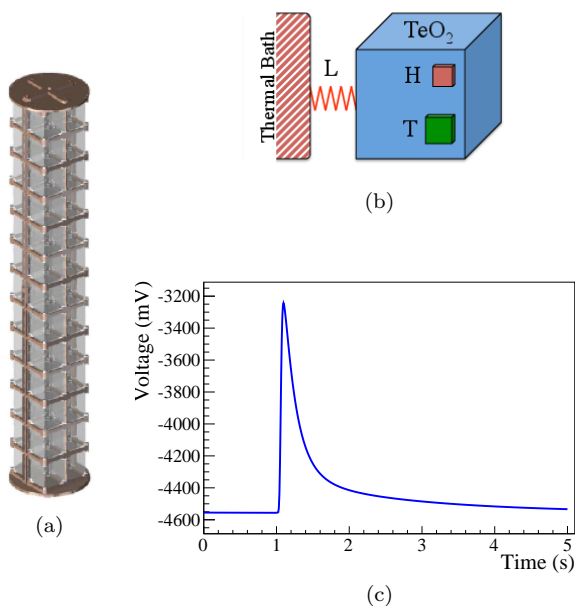 TeO₂
Thermal Bath
L
H
T
(b)
(a)
Voltage (mV)
-3200
-3400
-3600
-3800
-4000
-4200
-4400
-4600
0
1
2
3
4
5
Time (s)
(c)